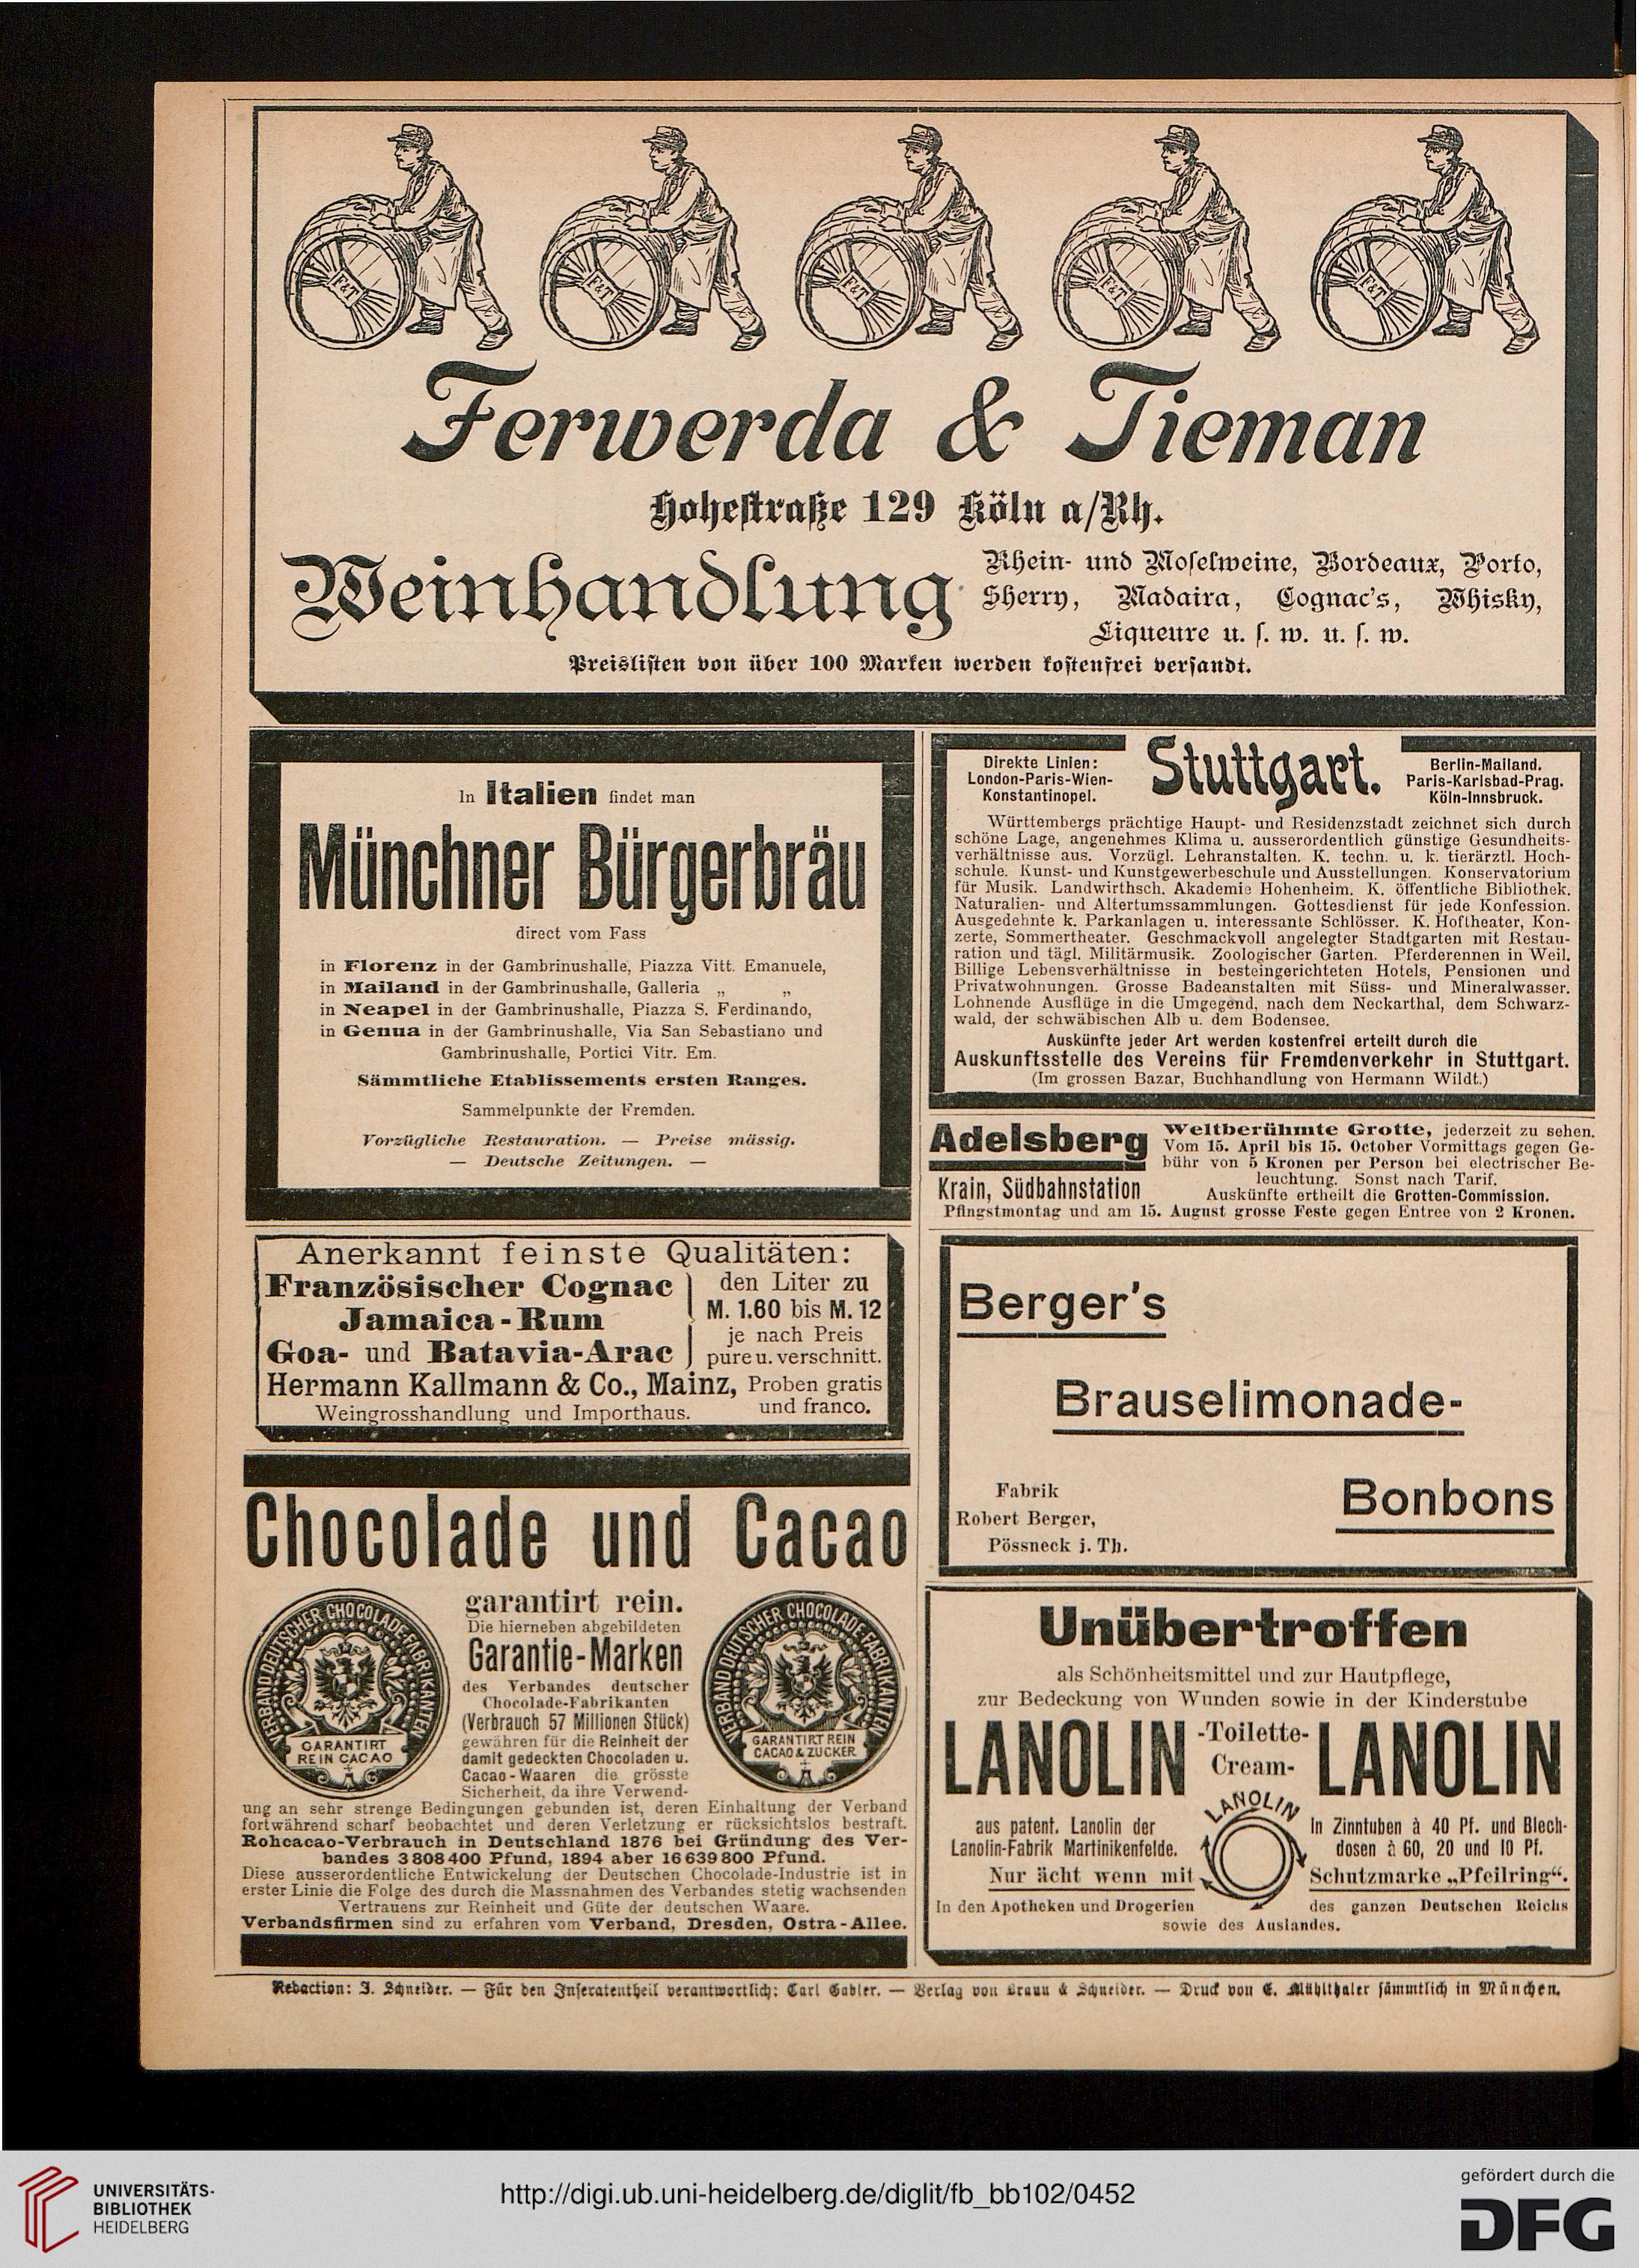 F&T
F&T
F&T
F&T
F&T
Ferwerda & Tieman
Hohestraße 129 Köln a/Rh.
Weinhandlung
Rhein- und Moselweine, Bordeaux, Porto,
Sherry, Madaira, Cognac's, Whisky,
Liqueure u. s. w. u. s. w.
Preislisten von über 100 Marken werden kostenfrei versandt.
In Italien findet man
Münchner Bürgerbräu
direct vom Fass
in Florenz in der Gambrinushalle, Piazza Vitt. Emanuele,
in Mailand in der Gambrinushalle, Galleria „ „
in Neapel in der Gambrinushalle, Piazza S. Ferdinando,
in Genua in der Gambrinushalle, Via San Sebastiano und
Gambrinushalle, Portici Vitr. Em.
Sämmtliche Etablissements ersten Ranges.
Sammelpunkte der Fremden.
Vorzügliche Restauration. — Preise mässig.
— Deutsche Zeitungen. —
Direkte Linien:
London-Paris-Wien-
Konstantinopel.
Stuttgart.
Berlin-Mailand.
Paris-Karlsbad-Prag.
Köln-Innsbruck.
Württembergs prächtige Haupt- und Residenzstadt zeichnet sich durch
schöne Lage, angenehmes Klima u. ausserordentlich günstige Gesundheits-
verhältnisse aus. Vorzügl. Lehranstalten. K. techn. u. k. tierärztl. Hoch-
schule. Kunst- und Kunstgewerbeschule und Ausstellungen. Konservatorium
für Musik. Landwirthsch. Akademie Hohenheim. K. öffentliche Bibliothek.
Naturalien- und Altertumssammlungen. Gottesdienst für jede Konfession.
Ausgedehnte k. Parkanlagen u. interessante Schlösser. K. Hoftheater, Kon-
zerte, Sommertheater. Geschmackvoll angelegter Stadtgarten mit Restau-
ration und tägl. Militärmusik. Zoologischer Garten. Pferderennen in Weil.
Billige Lebensverhältnisse in besteingerichteten Hotels, Pensionen und
Privatwohnungen. Grosse Badeanstalten mit Süss- und Mineralwasser.
Lohnende Ausflüge in die Umgegend, nach dem Neckarthal, dem Schwarz-
wald, der schwäbischen Alb u. dem Bodensee.
Auskünfte jeder Art werden kostenfrei erteilt durch die
Auskunftsstelle des Vereins für Fremdenverkehr in Stuttgart.
(Im grossen Bazar, Buchhandlung von Hermann Wildt.)
Adelsberg
Krain, Südbahnstation
Weltberühmte Grotte, jederzeit zu sehen.
Vom 15. April bis 15. October Vormittags gegen Ge-
bühr von 5 Kronen per Person bei electrischer Be-
leuchtung. Sonst nach Tarif.
Auskünfte ertheilt die Grotten-Commission.
Pfingstmontag und am 15. August grosse Feste gegen Entree von 2 Kronen.
Anerkannt feinste Qualitäten:
Französischer Cognac
Jamaica-Rum
Goa- und Batavia-Arac
den Liter zu
M. 1.60 bis M. 12
je nach Preis
pure u. verschnitt.
Hermann Kallmann & Co., Mainz, Proben gratis
Weingrosshandlung und Importhaus. und franco.
Berger's
Brauselimonade-
Bonbons
Fabrik
Robert Berger,
Pössneck i. Th.
Chocolade und Cacao
VERBAND DEUTSCHER CHOCOLADE-FABRIKANTEN
GARANTIRT
REIN CACAO
garantirt rein.
Die hierneben abgebildeten
Garantie-Marken
des Verbandes deutscher
Chocolade-Fabrikanten
(Verbrauch 57 Millionen Stück)
gewähren für die Reinheit der
damit gedeckten Chocoladen u.
Cacao-Waaren die grösste
Sicherheit, da ihre Verwend-
VERBAND DEUTSCHER CHOCOLADE-FABRIKANTEN
GARANTIRT REIN
CACAO & ZUCKER
ung an sehr strenge Bedingungen gebunden ist, deren Einhaltung der Verband
fortwährend scharf beobachtet und deren Verletzung er rücksichtslos bestraft.
Rohcacao-Verbrauch in Deutschland 1876 bei Gründung des Ver-
bandes 3 808 400 Pfund, 1894 aber 16 639 800 Pfund.
Diese ausserordentliche Entwickelung der Deutschen Chocolade-Industrie ist in
erster Linie die Folge des durch die Massnahmen des Verbandes stetig wachsenden
Vertrauens zur Reinheit und Güte der deutschen Waare.
Verbandsfirmen sind zu erfahren vom Verband, Dresden, Ostra-Allee.
Unübertroffen
als Schönheitsmittel und zur Hautpflege,
zur Bedeckung von Wunden sowie in der Kinderstube
LANOLIN -Toilette-Cream- LANOLIN
aus patent. Lanolin der
Lanolin-Fabrik Martinikenfelde.
Nur ächt wenn mit
LANOLIN
In Zinntuben à 40 Pf. und Blech-
dosen à 60, 20 und 10 Pf.
Schutzmarke „Pfeilring“.
In den Apotheken und Drogerien des ganzen Deutschen Reichs
sowie des Auslandes.
Redaction: J. Schneider. — Für den Inseratentheil verantwortlich: Carl Gabler. — Verlag von Braun & Schneider. — Druck von E. Mühlthaler sämmtlich in München.
UNIVERSITÄTS-
BIBLIOTHEK
HEIDELBERG
http://digi.ub.uni-heidelberg.de/diglit/fb_bb102/0452
gefördert durch die
DFG